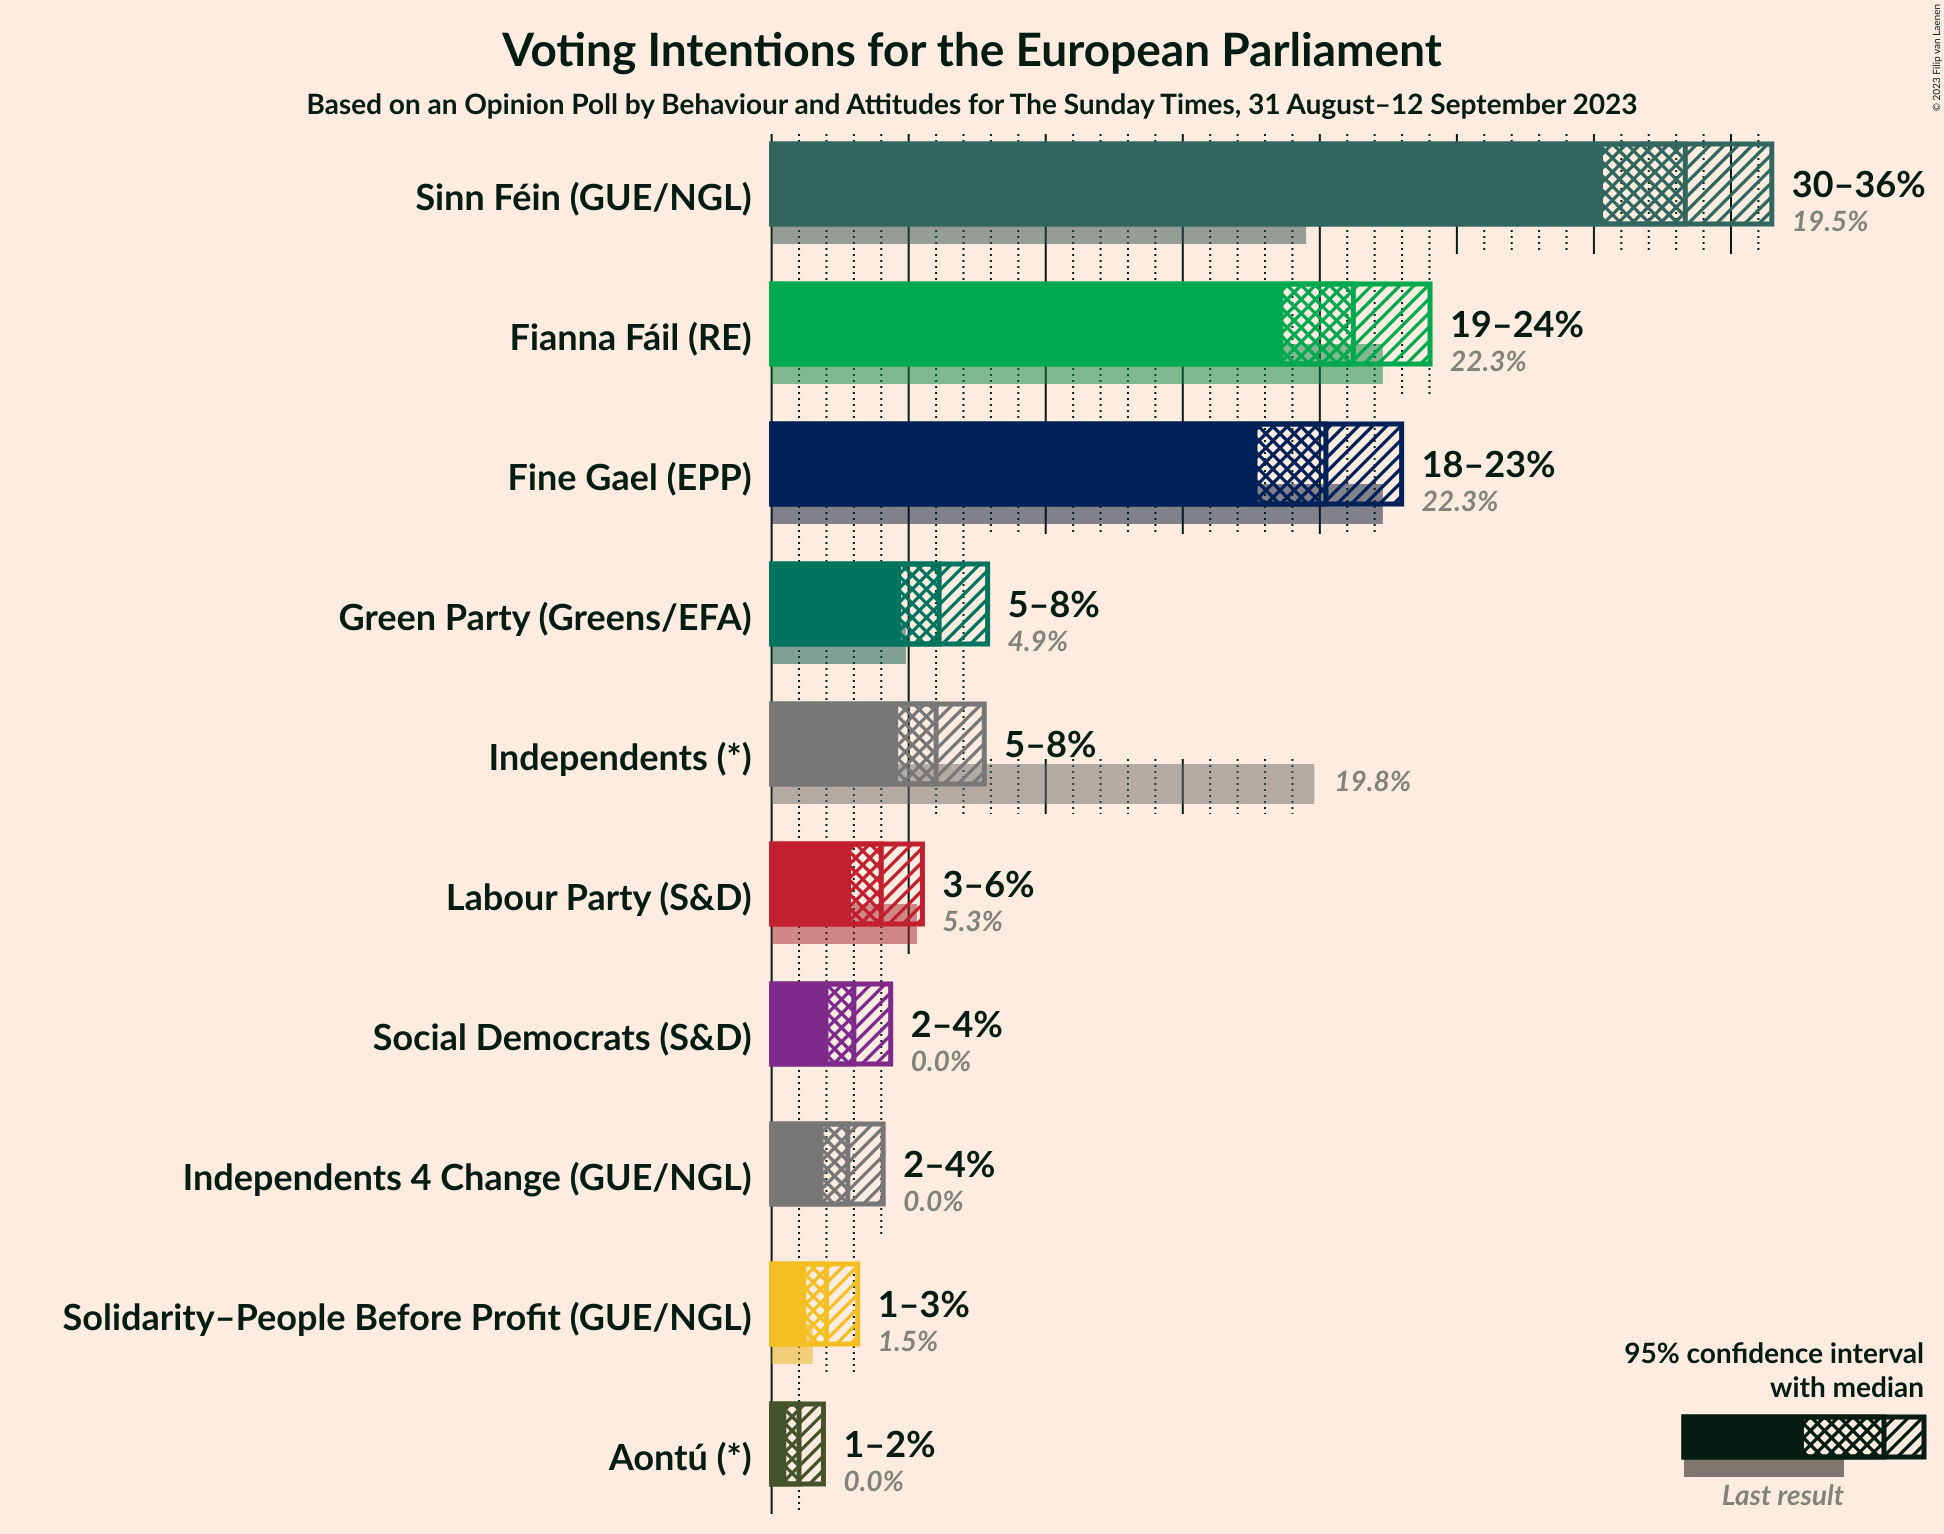 Voting Intentions for the European Parliament
Based on an Opinion Poll by Behaviour and Attitudes for The Sunday Times, 31 August–12 September 2023
© 2023 Filip van Laenen
Sinn Féin (GUE/NGL)
30–36%
19.5%
Fianna Fáil (RE)
19–24%
22.3%
Fine Gael (EPP)
18–23%
22.3%
Green Party (Greens/EFA)
5–8%
4.9%
Independents (*)
5–8%
19.8%
Labour Party (S&D)
3–6%
5.3%
Social Democrats (S&D)
2–4%
0.0%
Independents 4 Change (GUE/NGL)
2–4%
0.0%
Solidarity–People Before Profit (GUE/NGL)
1–3%
1.5%
Aontú (*)
1–2%
0.0%
95% confidence interval
with median
Last result